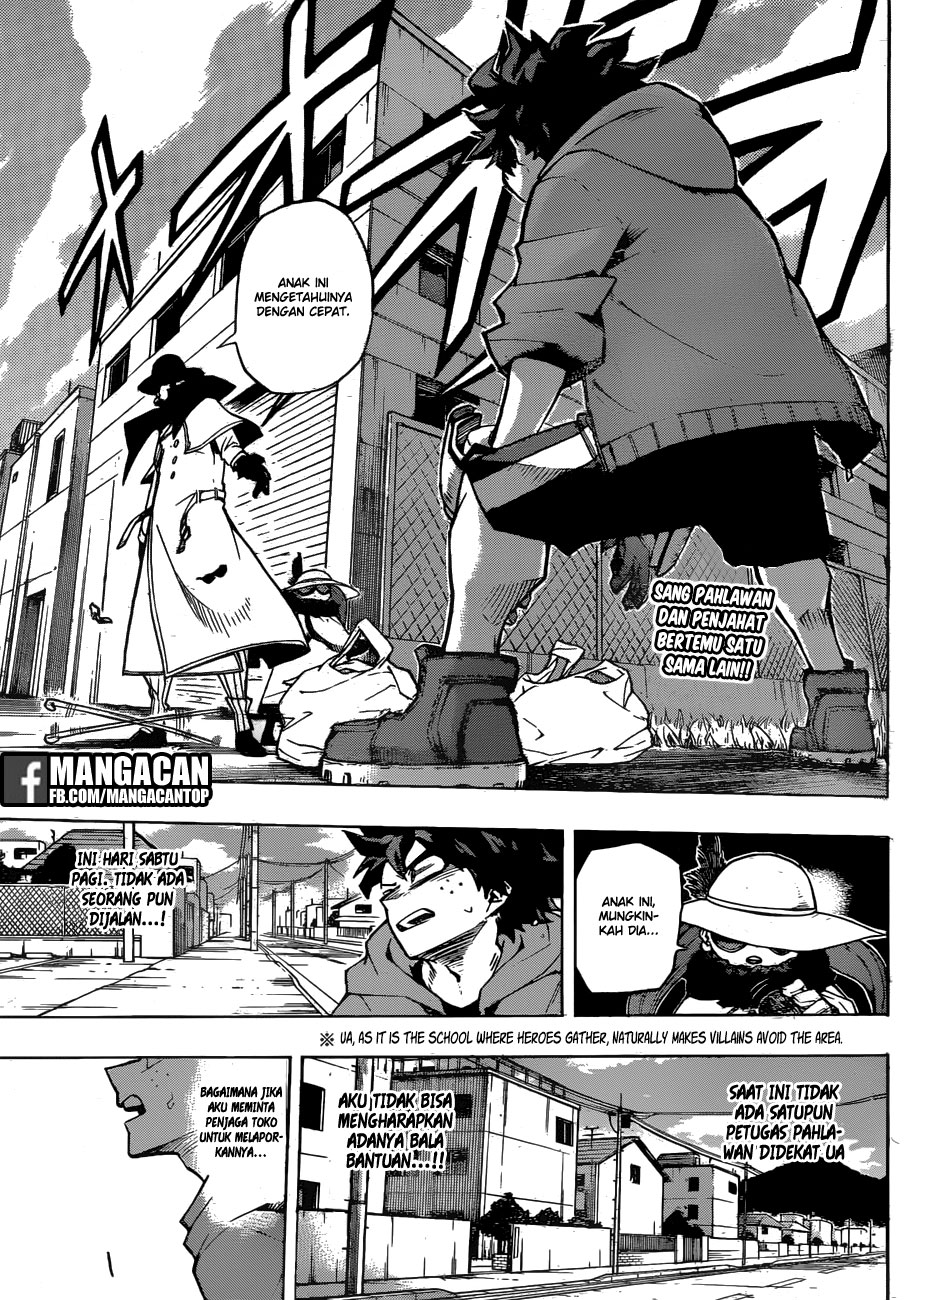 ANAK INI
MENGETAHUINYA
DENGAN CEPAT.
SANG PAHLAWAN
DAN PENJAHAT
BERTEMU SATU
SAMA LAIN!!
MANGACAN
FB.COM/MANGACANTOP
ANAK INI,
MUNGKIN-
KAH DIA...
INI HARI SABTU
PAGI. TIDAK ADA
SEORANG PUN
DIJALAN...!
※ UA, AS IT IS THE SCHOOL WHERE HEROES GATHER, NATURALLY MAKES VILLAINS AVOID THE AREA.
SAAT INI TIDAK
ADA SATUPUN
PETUGAS PAHLA-
WAN DIDEKAT UA
AKU TIDAK BISA
MENGHARAPKAN
ADANYA BALA
BANTUAN...!!
BAGAIMANA JIKA
AKU MEMINTA
PENJAGA TOKO
UNTUK MELAPOR-
KANNYA...